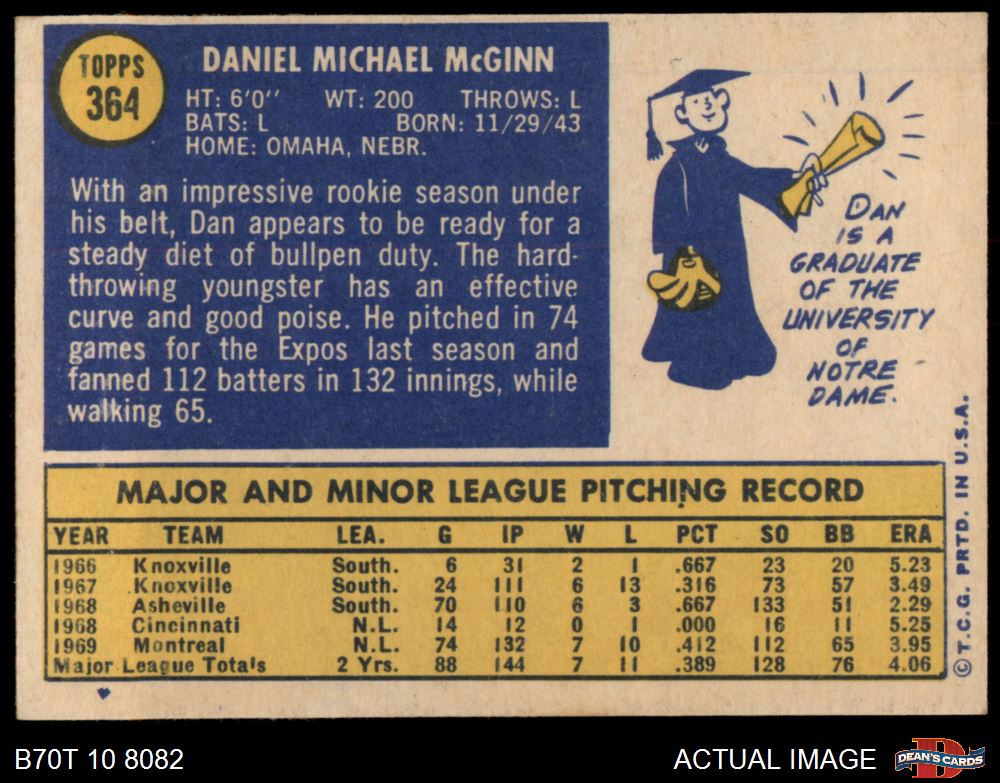 TOPPS
364
DANIEL MICHAEL McGINN
HT: 6'0" WT: 200 THROWS: L
BATS: L BORN: 11/29/43
HOME: OMAHA, NEBR.
With an impressive rookie season under
his belt, Dan appears to be ready for a
steady diet of bullpen duty. The hard-
throwing youngster has an effective
curve and good poise. He pitched in 74
games for the Expos last season and
fanned 112 batters in 132 innings, while
walking 65.
DAN
IS A
GRADUATE
OF THE
UNIVERSITY
OF
NOTRE
DAME.
MAJOR AND MINOR LEAGUE PITCHING RECORD
YEAR TEAM LEA. G IP W L PCT SO BB ERA
1966 Knoxville South. 6 31 2 1 .667 23 20 5.23
1967 Knoxville South. 24 111 6 13 .316 73 57 3.49
1968 Asheville South. 70 110 6 3 .667 133 51 2.29
1968 Cincinnati N.L. 14 12 0 1 .000 16 11 5.25
1969 Montreal N.L. 74 132 7 10 .412 112 65 3.95
Major League Totals 2 Yrs. 88 144 7 11 .389 128 76 4.06
© T.C.G. PRTD. IN U.S.A.
B70T 10 8082
ACTUAL IMAGE
D
DEAN'S CARDS